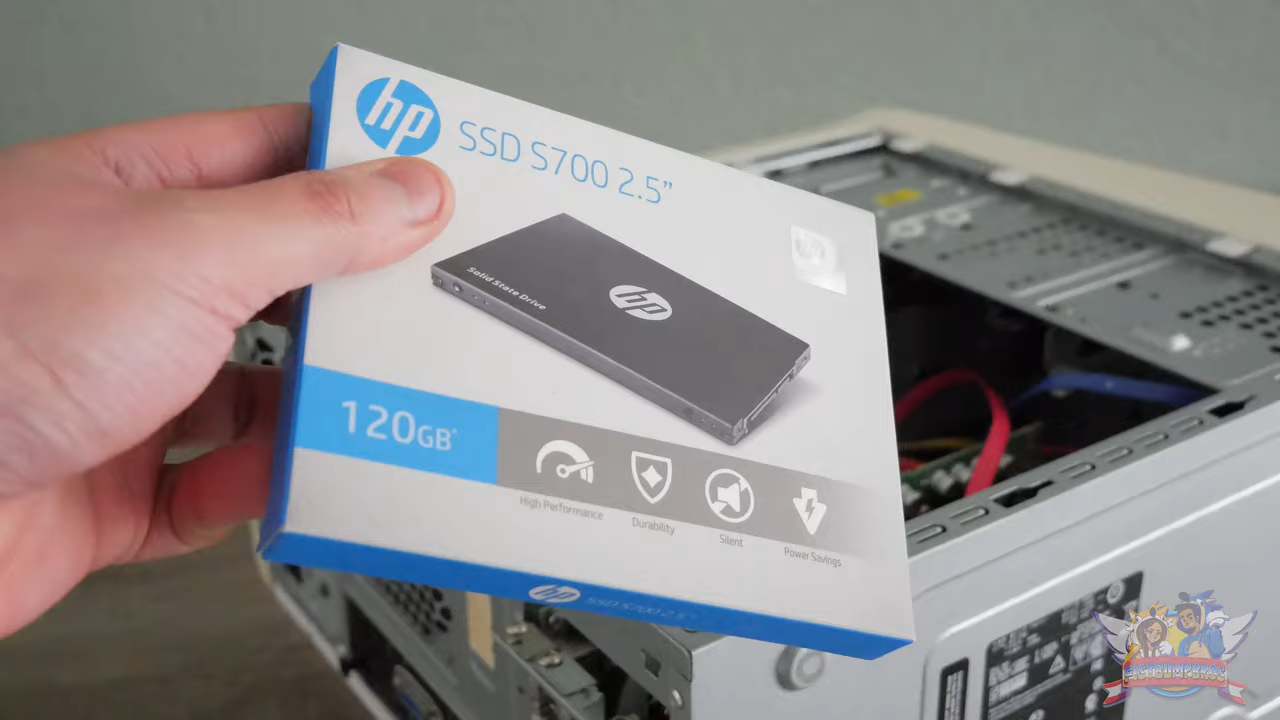 hp
SSD S700 2.5”
Solid State Drive
hp
120GB*
High Performance
Durability
Silent
Power Savings
hp
SSD S700 2.5”